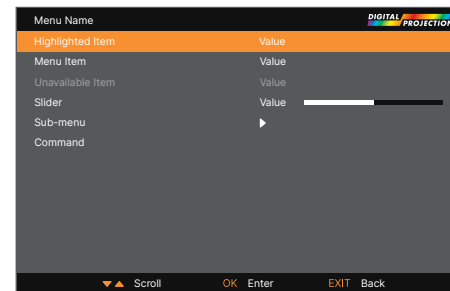 Menu Name
DIGITAL
PROJECTION
Highlighted Item Value
Menu Item Value
Unavailable Item Value
Slider Value
Sub-menu
Command
Scroll OK Enter EXIT Back